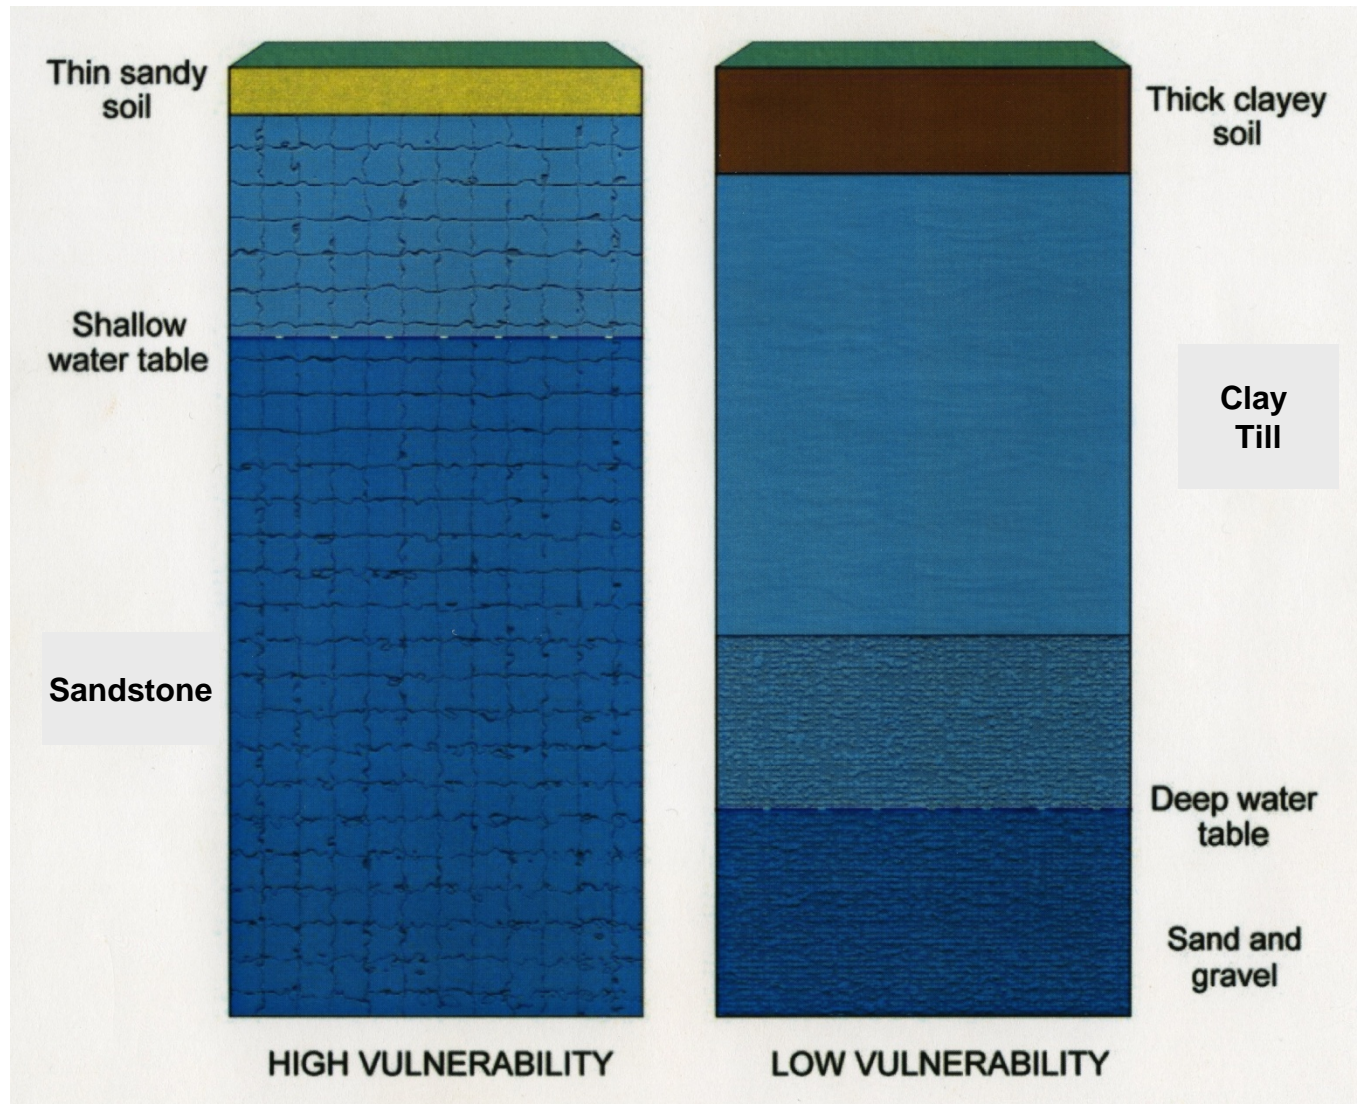 Thin sandy
soil
Shallow
water table
Sandstone
HIGH VULNERABILITY
Thick clayey
soil
Clay
Till
Deep water
table
Sand and
gravel
LOW VULNERABILITY